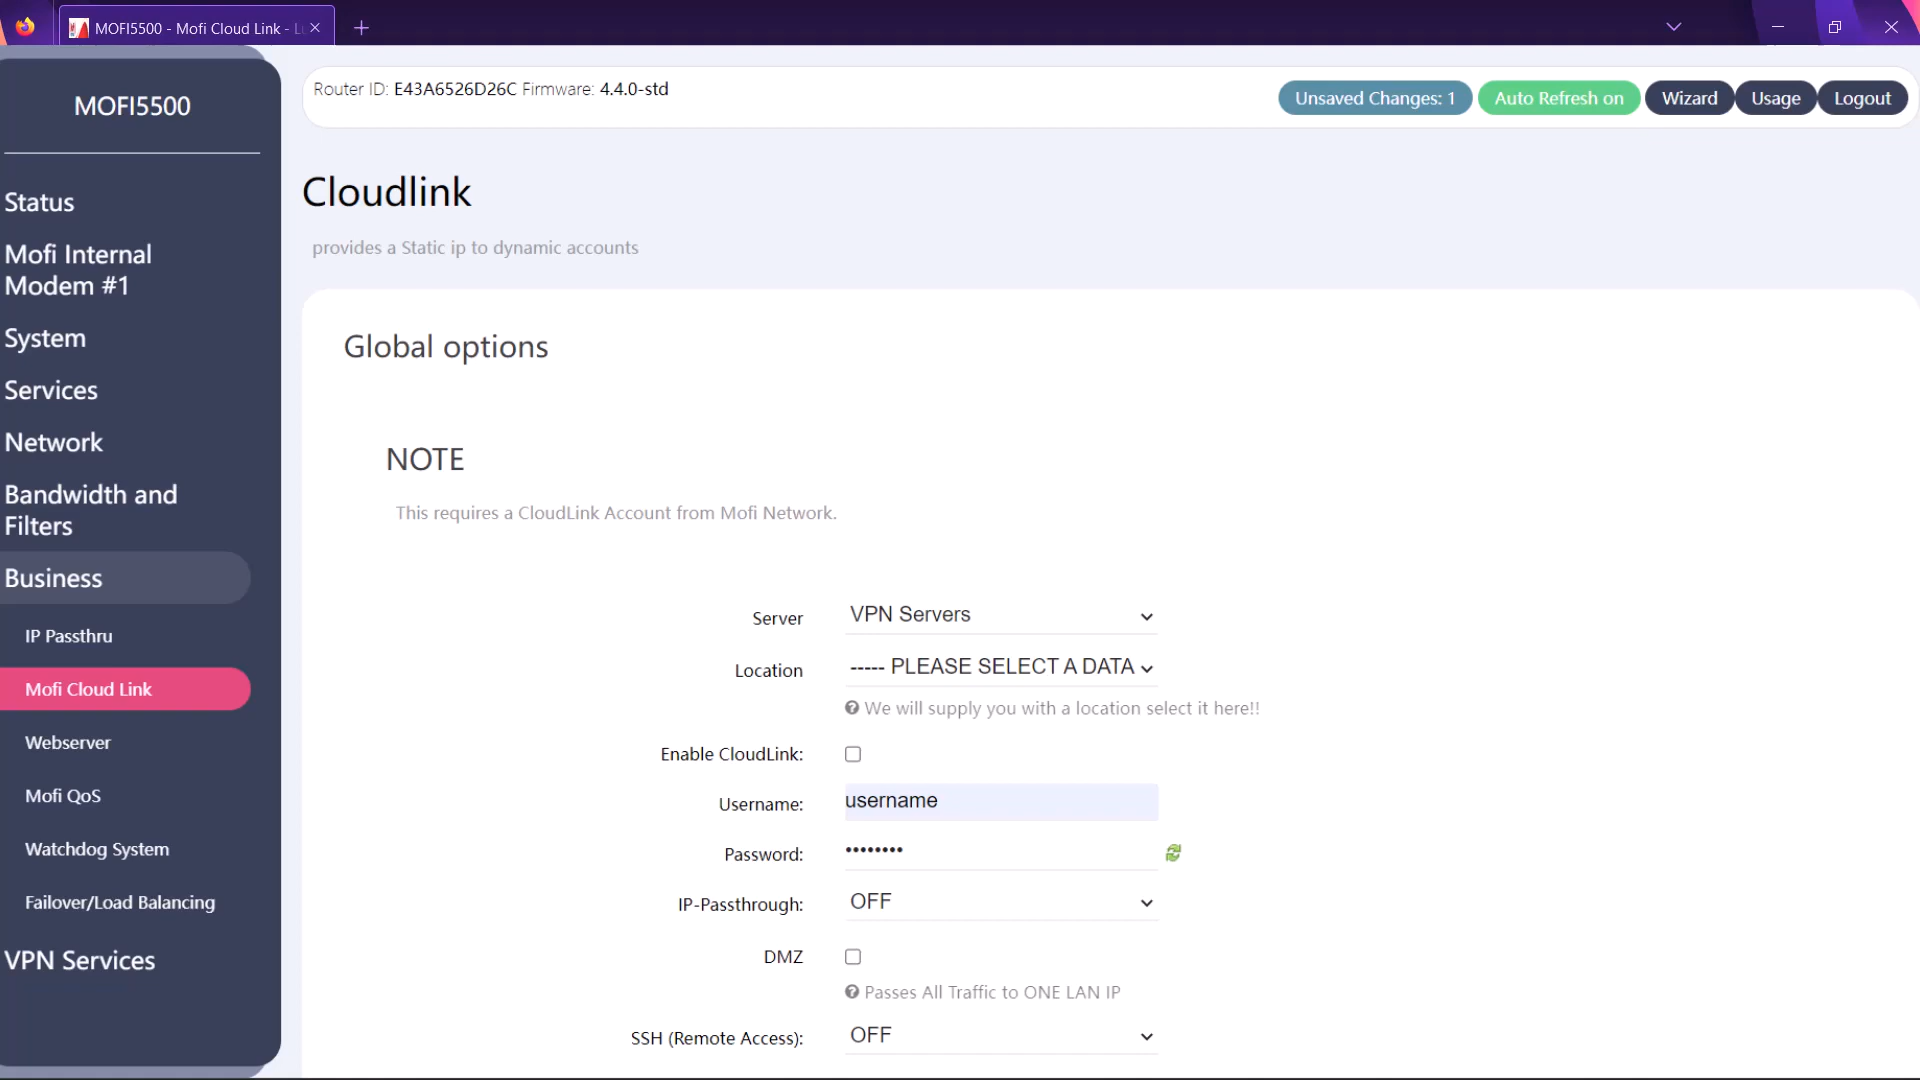 MOFI5500 - Mofi Cloud Link - L
MOFI5500
Router ID: E43A6526D26C Firmware: 4.4.0-std
Unsaved Changes: 1
Auto Refresh on
Wizard
Usage
Logout
Status
Mofi Internal
Modem #1
System
Services
Network
Bandwidth and
Filters
Business
IP Passthru
Mofi Cloud Link
Webserver
Mofi QoS
Watchdog System
Failover/Load Balancing
VPN Services
Cloudlink
provides a Static ip to dynamic accounts
Global options
NOTE
This requires a CloudLink Account from Mofi Network.
Server
VPN Servers
Location
----- PLEASE SELECT A DATA
We will supply you with a location select it here!!
Enable CloudLink:
Username:
username
Password:
••••••••
IP-Passthrough:
OFF
DMZ
Passes All Traffic to ONE LAN IP
SSH (Remote Access):
OFF